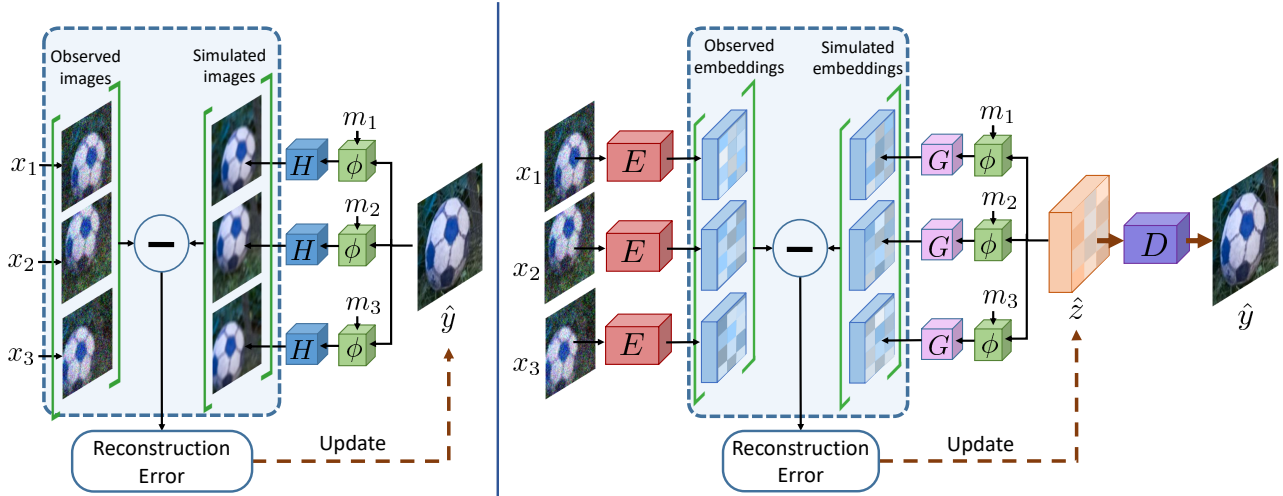 Observed
images
Simulated
images
x₁
x₂
x₃
−
H
ϕ
m₁
H
ϕ
m₂
H
ϕ
m₃
ŷ
Reconstruction
Error
Update
Observed
embeddings
Simulated
embeddings
x₁
E
x₂
E
x₃
E
−
G
ϕ
m₁
G
ϕ
m₂
G
ϕ
m₃
ẑ
D
ŷ
Reconstruction
Error
Update